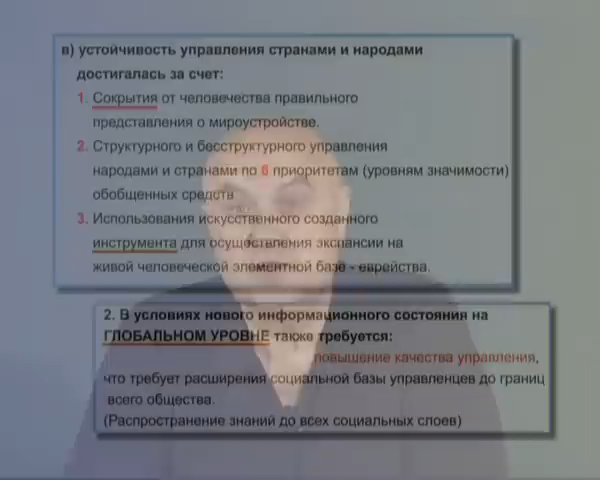 в) устойчивость управления странами и народами
достигалась за счет:
1. Сокрытия от человечества правильного
представления о мироустройстве.
2. Структурного и бесструктурного управления
народами и странами по 6 приоритетам (уровням значимости)
обобщенных средств
3. Использования искусственного созданного
инструмента для осуществления экспансии на
живой человеческой элементной базе - еврейства.
2. В условиях нового информационного состояния на
ГЛОБАЛЬНОМ УРОВНЕ также требуется:
повышение качества управления,
что требует расширения социальной базы управленцев до границ
всего общества.
(Распространение знаний до всех социальных слоев)